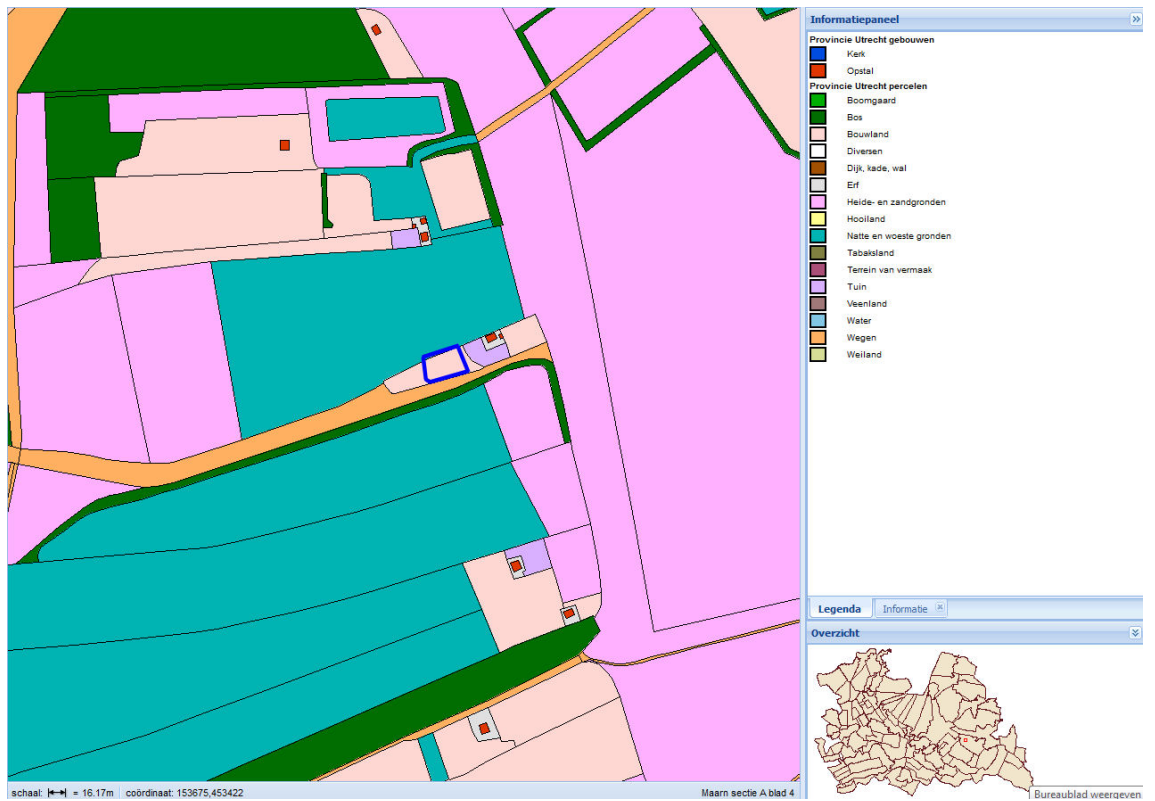 Informatiepaneel
Provincie Utrecht gebouwen
Kerk
Opstal
Provincie Utrecht percelen
Boomgaard
Bos
Bouwland
Diversen
Dijk, kade, wal
Erf
Heide- en zandgronden
Hooiland
Natte en woeste gronden
Tabaksland
Terrein van vermaak
Tuin
Veenland
Water
Wegen
Weiland
Legenda Informatie
Overzicht
schaal: = 16.17m coördinaat: 153675,453422 Maarn sectie A blad 4
Bureaublad weergeven